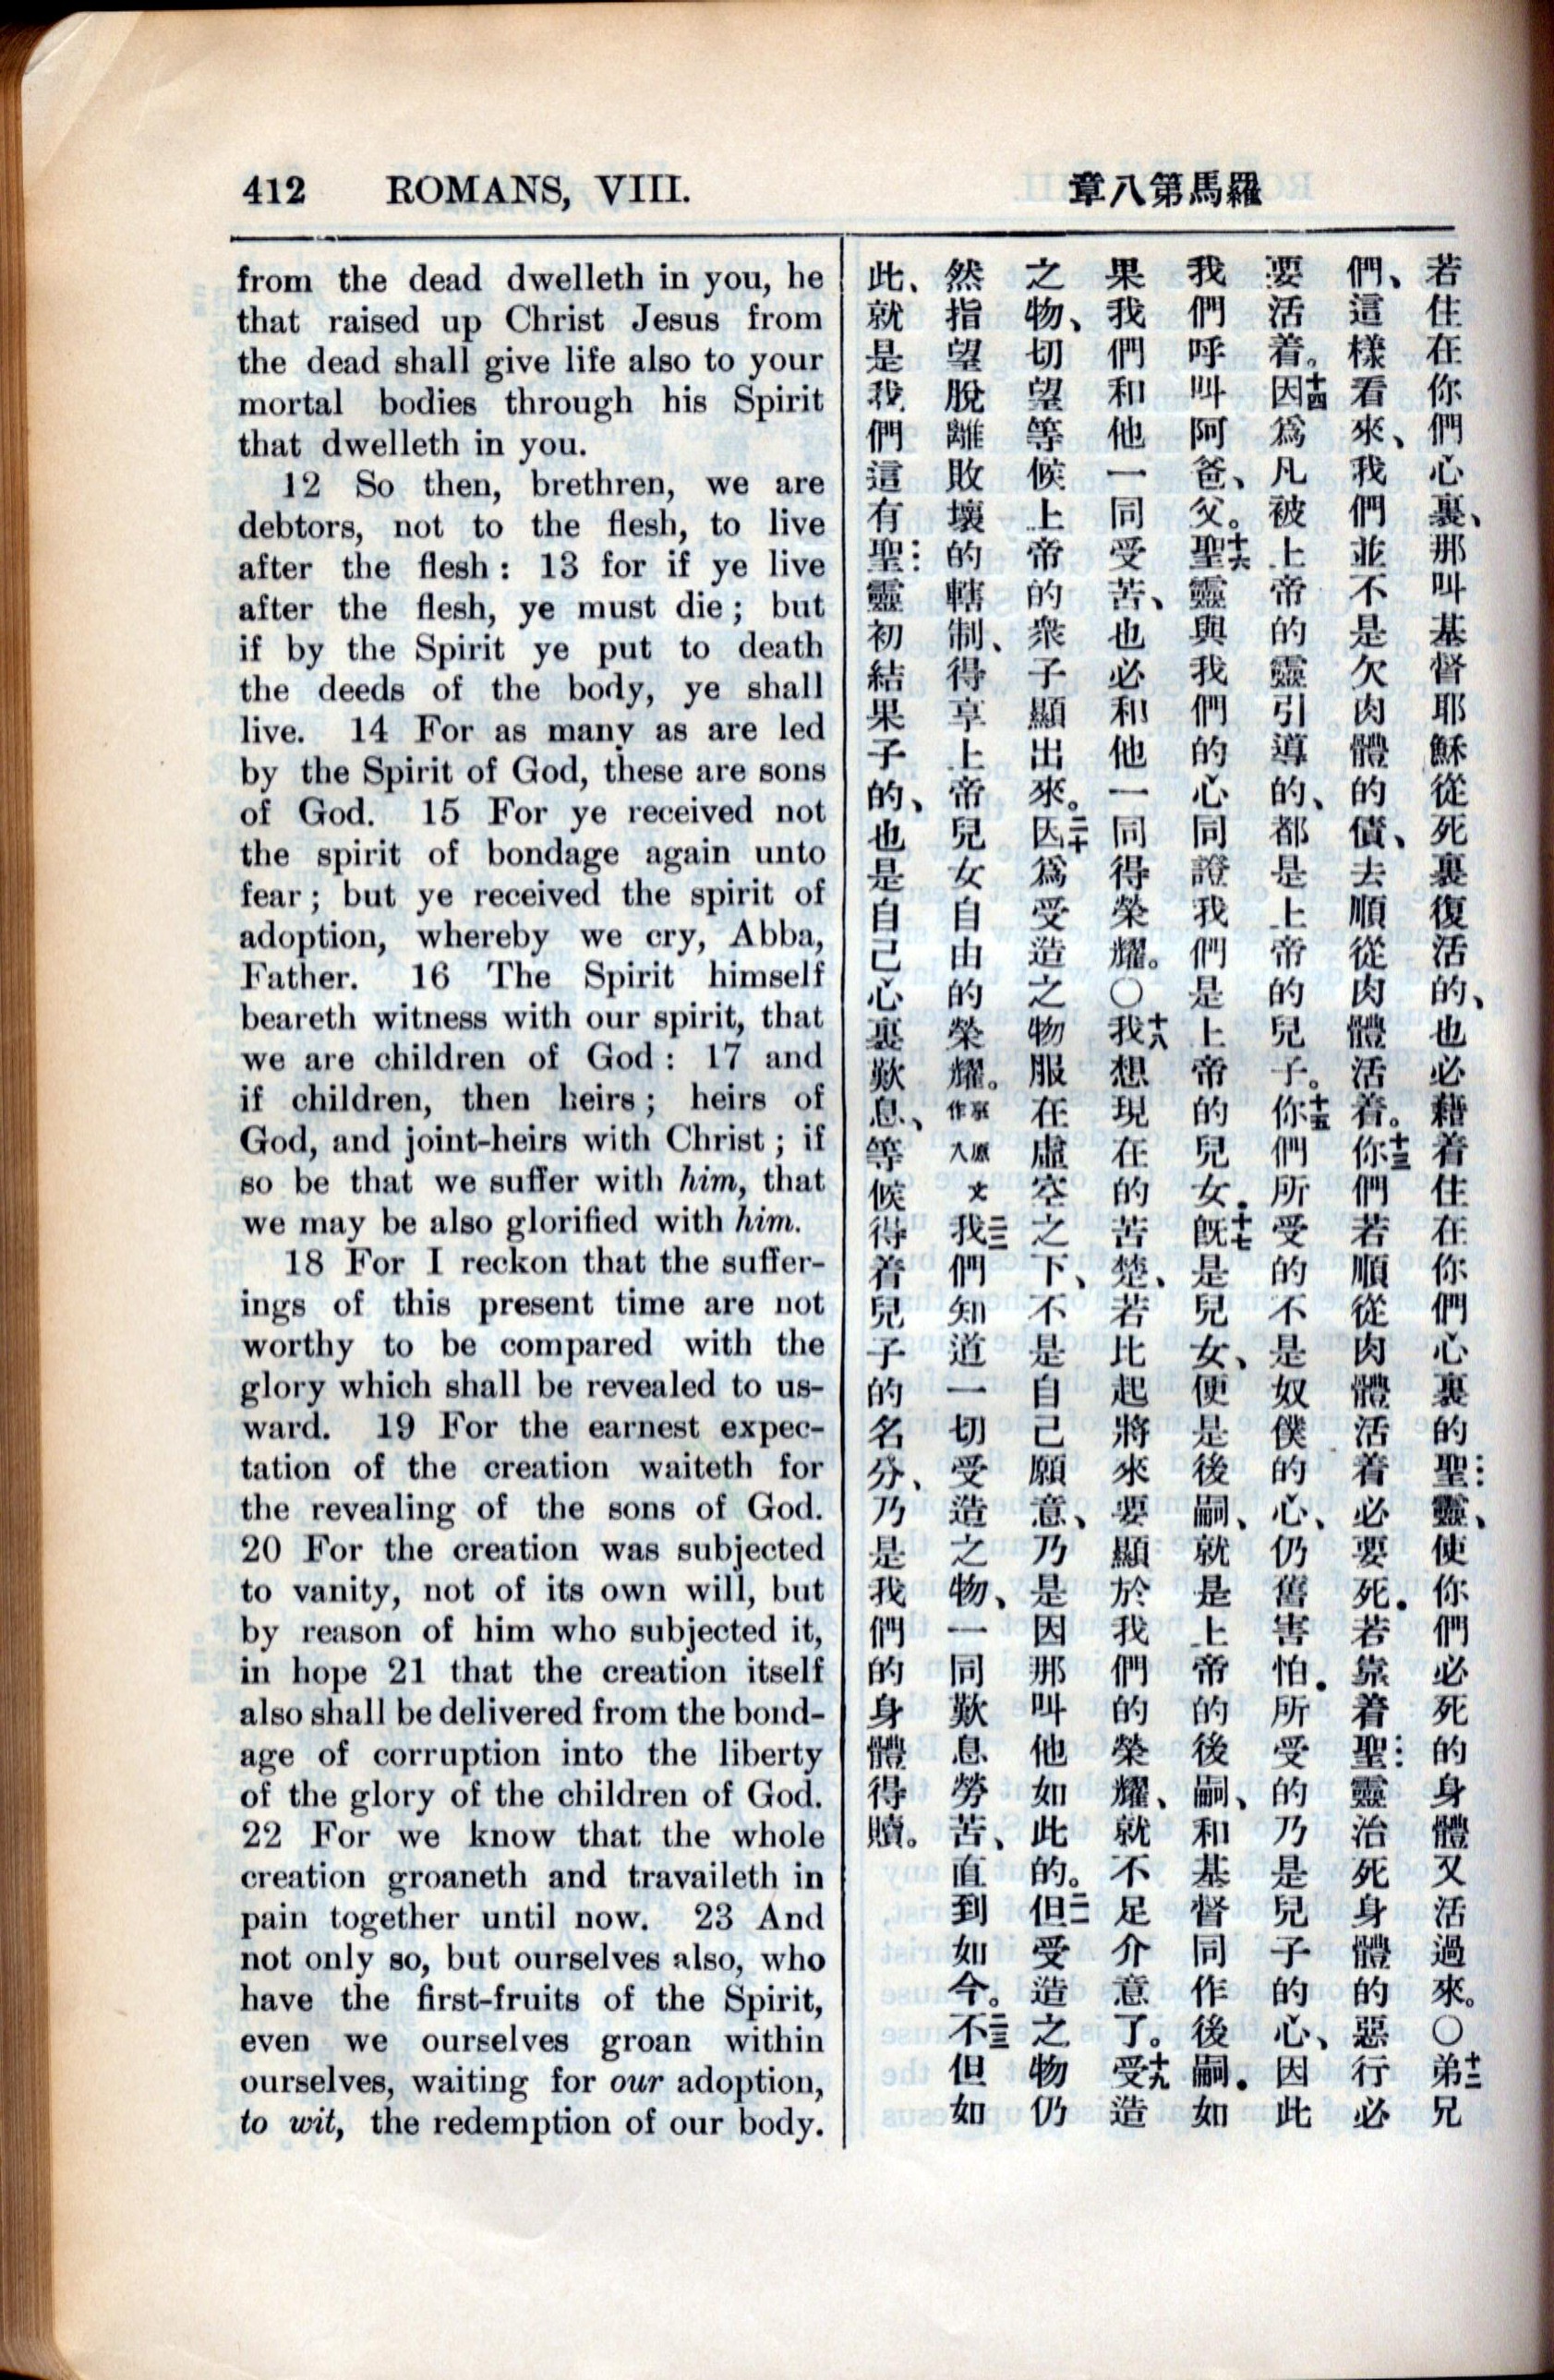 412 ROMANS, VIII.
羅馬第八章
from the dead dwelleth in you, he
that raised up Christ Jesus from
the dead shall give life also to your
mortal bodies through his Spirit
that dwelleth in you.
12 So then, brethren, we are
debtors, not to the flesh, to live
after the flesh: 13 for if ye live
after the flesh, ye must die; but
if by the Spirit ye put to death
the deeds of the body, ye shall
live. 14 For as many as are led
by the Spirit of God, these are sons
of God. 15 For ye received not
the spirit of bondage again unto
fear; but ye received the spirit of
adoption, whereby we cry, Abba,
Father. 16 The Spirit himself
beareth witness with our spirit, that
we are children of God: 17 and
if children, then heirs; heirs of
God, and joint-heirs with Christ; if
so be that we suffer with him, that
we may be also glorified with him.
18 For I reckon that the suffer-
ings of this present time are not
worthy to be compared with the
glory which shall be revealed to us-
ward. 19 For the earnest expec-
tation of the creation waiteth for
the revealing of the sons of God.
20 For the creation was subjected
to vanity, not of its own will, but
by reason of him who subjected it,
in hope 21 that the creation itself
also shall be delivered from the bond-
age of corruption into the liberty
of the glory of the children of God.
22 For we know that the whole
creation groaneth and travaileth in
pain together until now. 23 And
not only so, but ourselves also, who
have the first-fruits of the Spirit,
even we ourselves groan within
ourselves, waiting for our adoption,
to wit, the redemption of our body.
若住在你們心裏、那叫基督耶穌從死裏復活的、也必藉着住在你們心裏的聖靈、使你們必死的身體又活過來。〇十二弟兄
們、這樣看來、我們並不是欠肉體的債、去順從肉體活着。十三你們若順從肉體活着必要死．若靠着聖靈治死身體的惡行必
要活着。十四因爲凡被上帝的靈引導的、都是上帝的兒子。十五你們所受的不是奴僕的心、仍舊害怕．所受的乃是兒子的心、因此
我們呼叫阿爸、父。十六聖靈與我們的心同證我們是上帝的兒女．十七旣是兒女、便是後嗣、就是上帝的後嗣、和基督同作後嗣．如
果我們和他一同受苦、也必和他一同得榮耀。〇十八我想現在的苦楚、若比起將來要顯於我們的榮耀、就不足介意了。十九受造
之物、切望等候上帝的衆子顯出來。二十因爲受造之物服在虛空之下、不是自己願意、乃是因那叫他如此的。二一但受造之物仍
然指望脫離敗壞的轄制、得享上帝兒女自由的榮耀。享原文作入二二我們知道一切受造之物、一同歎息勞苦、直到如今。二三不但如
此、就是我們這有聖靈初結果子的、也是自己心裏歎息、等候得着兒子的名分、乃是我們的身體得贖。